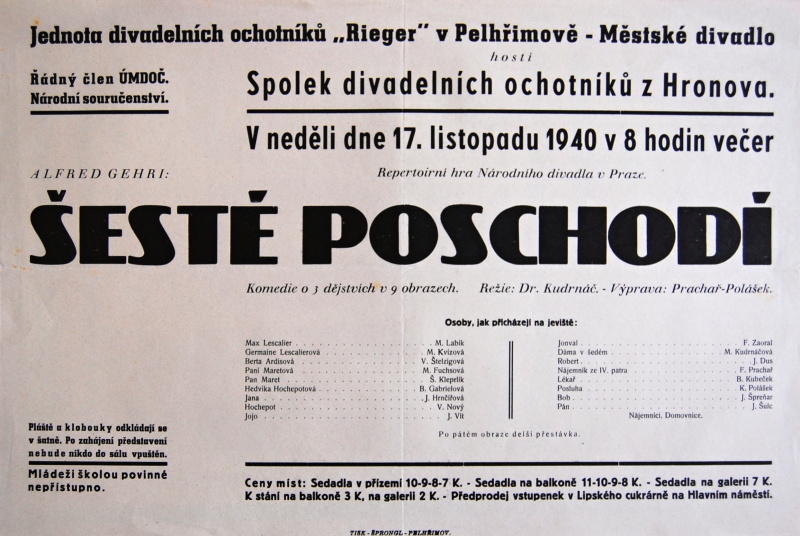 Jednota divadelních ochotníků „Rieger" v Pelhřimově - Městské divadlo
hostí
Řádný člen ÚMDOČ.
Národní souručenství.
Spolek divadelních ochotníků z Hronova.
V neděli dne 17. listopadu 1940 v 8 hodin večer
ALFRED GEHRI:
Repertoirní hra Národního divadla v Praze.
ŠESTÉ POSCHODÍ
Komedie o 3 dějstvích v 9 obrazech. Režie: Dr. Kudrnáč. - Výprava: Prachař-Polášek.
Osoby, jak přicházejí na jeviště:
Max Lescalier . . . . . . . . . . M. Labík
Germaine Lescalierová . . . . . . . . . . M. Kvizová
Berta Ardisová . . . . . . . . . . V. Štelzigová
Paní Maretová . . . . . . . . . . M. Fuchsová
Pan Maret . . . . . . . . . . Š. Kleprlík
Hedvika Hochepotová . . . . . . . . . . B. Gabrielová
Jana . . . . . . . . . . J. Hrnčířová
Hochepot . . . . . . . . . . V. Nový
Jojo . . . . . . . . . . J. Vít
Jonval . . . . . . . . . . F. Zaoral
Dáma v šedém . . . . . . . . . . M. Kudrnáčová
Robert . . . . . . . . . . J. Dus
Nájemník ze IV. patra . . . . . . . . . . F. Prachař
Lékař . . . . . . . . . . B. Kubeček
Posluha . . . . . . . . . . K. Polášek
Bob . . . . . . . . . . J. Špreňar
Pán . . . . . . . . . . J. Šulc
Nájemníci, Domovnice.
Po pátém obraze delší přestávka.
Pláště a klobouky odkládají se
v šatně. Po zahájení představení
nebude nikdo do sálu vpuštěn.
Mládeži školou povinné
nepřístupno.
Ceny míst: Sedadla v přízemí 10-9-8-7 K. - Sedadla na balkoně 11-10-9-8 K. - Sedadla na galerii 7 K.
K stání na balkoně 3 K, na galerii 2 K. - Předprodej vstupenek v Lipského cukrárně na Hlavním náměstí.
TISK - ŠPRONGL - PELHŘIMOV.